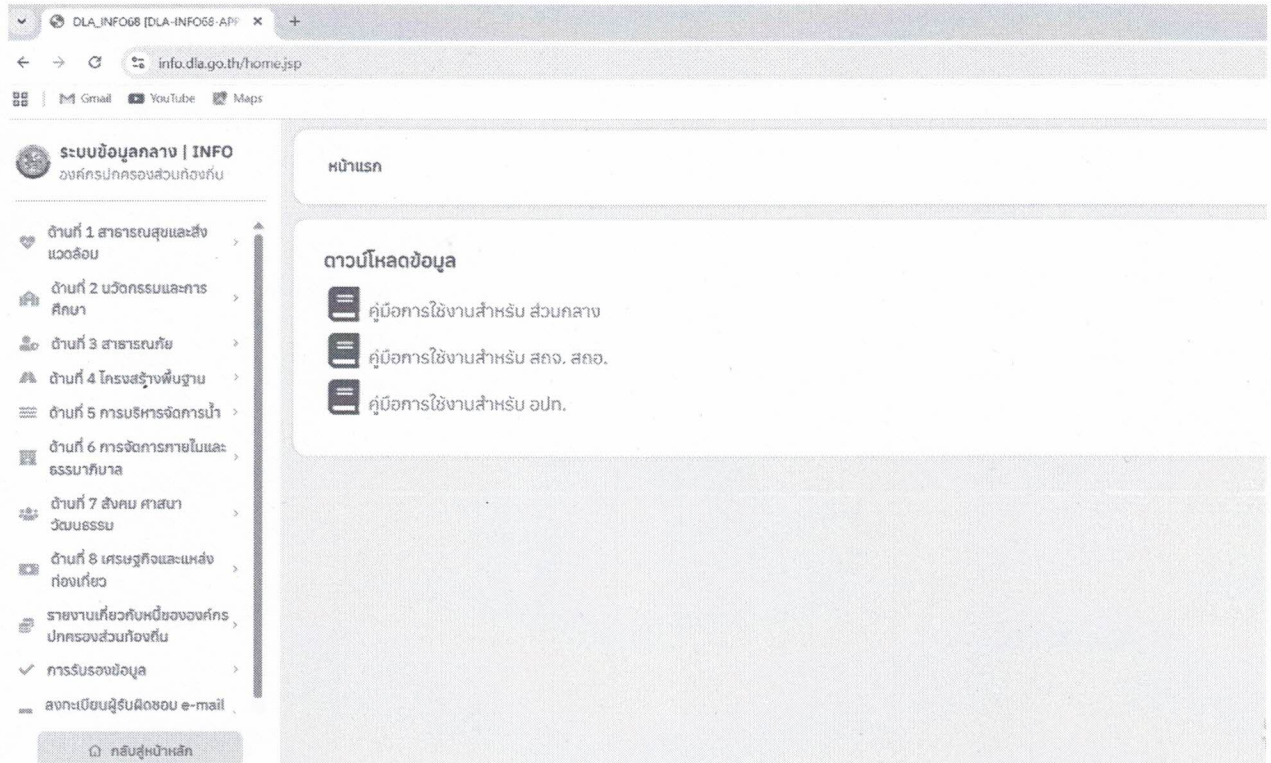 DLA_INFO68 [DLA-INFO68-APP
info.dla.go.th/home.jsp
Gmail YouTube Maps
ระบบข้อมูลกลาง | INFO
องค์กรปกครองส่วนท้องถิ่น
หน้าแรก
ด้านที่ 1 สาธารณสุขและสิ่ง
แวดล้อม
ด้านที่ 2 นวัตกรรมและการ
ศึกษา
ด้านที่ 3 สาธารณภัย
ด้านที่ 4 โครงสร้างพื้นฐาน
ด้านที่ 5 การบริหารจัดการน้ำ
ด้านที่ 6 การจัดการภายในและ
ธรรมาภิบาล
ด้านที่ 7 สังคม ศาสนา
วัฒนธรรม
ด้านที่ 8 เศรษฐกิจและแหล่ง
ท่องเที่ยว
รายงานเกี่ยวกับหนี้ขององค์กร
ปกครองส่วนท้องถิ่น
การรับรองข้อมูล
ลงทะเบียนผู้รับผิดชอบ e-mail
กลับสู่หน้าหลัก
ดาวน์โหลดข้อมูล
คู่มือการใช้งานสำหรับ ส่วนกลาง
คู่มือการใช้งานสำหรับ สถจ. สถอ.
คู่มือการใช้งานสำหรับ อปท.